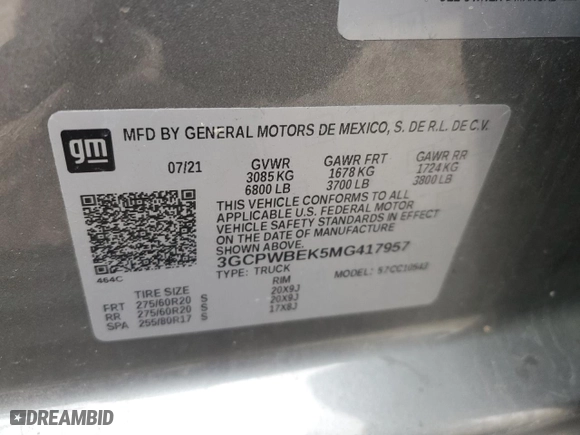 gm
MFD BY GENERAL MOTORS DE MEXICO, S. DE R.L. DE C.V.
07/21 GVWR GAWR FRT GAWR RR
3085 KG 1678 KG 1724 KG
6800 LB 3700 LB 3800 LB
THIS VEHICLE CONFORMS TO ALL
APPLICABLE U.S. FEDERAL MOTOR
VEHICLE SAFETY STANDARDS IN EFFECT
ON THE DATE OF MANUFACTURE
SHOWN ABOVE.
3GCPWBEK5MG417957
464C
TYPE: TRUCK MODEL:
TIRE SIZE RIM
FRT 275/60R20 S 20X9J
RR 275/60R20 S 20X9J
SPA 255/80R17 S 17X8J
DREAMBID